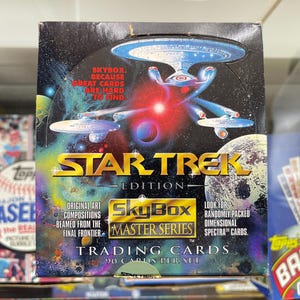 SKYBOX,
BECAUSE
GREAT CARDS
ARE HARD
TO FIND
STAR TREK
EDITION
SKYBOX
MASTER SERIES
ORIGINAL ART
COMPOSITIONS
BEAMED FROM THE
FINAL FRONTIER
LOOK FOR
RANDOMLY PACKED
DIMENSIONAL
SPECTRA™ CARDS.
TRADING CARDS
90 CARDS PER SET
Topps